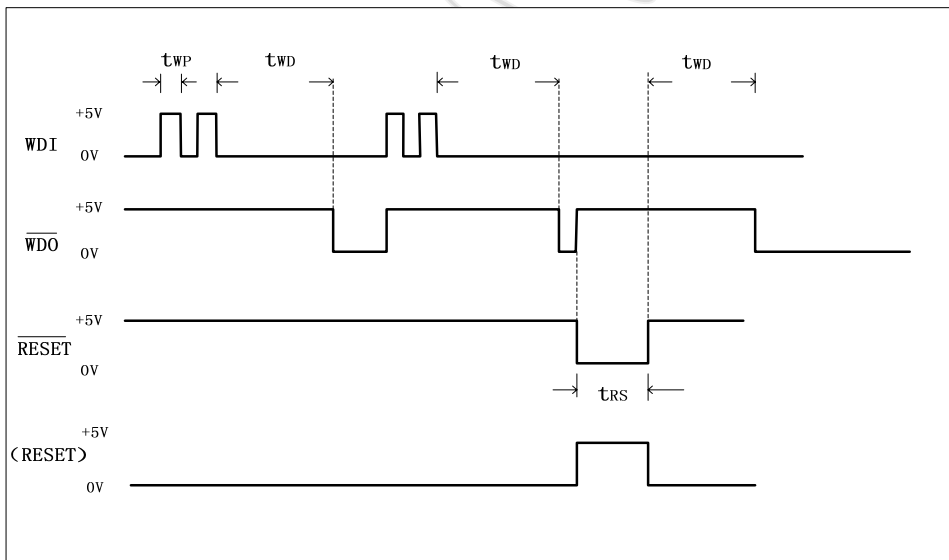 tWP tWD tWD tWD
+5V
WDI
0V
+5V
WDO
0V
+5V
RESET
0V
tRS
+5V
(RESET)
0V